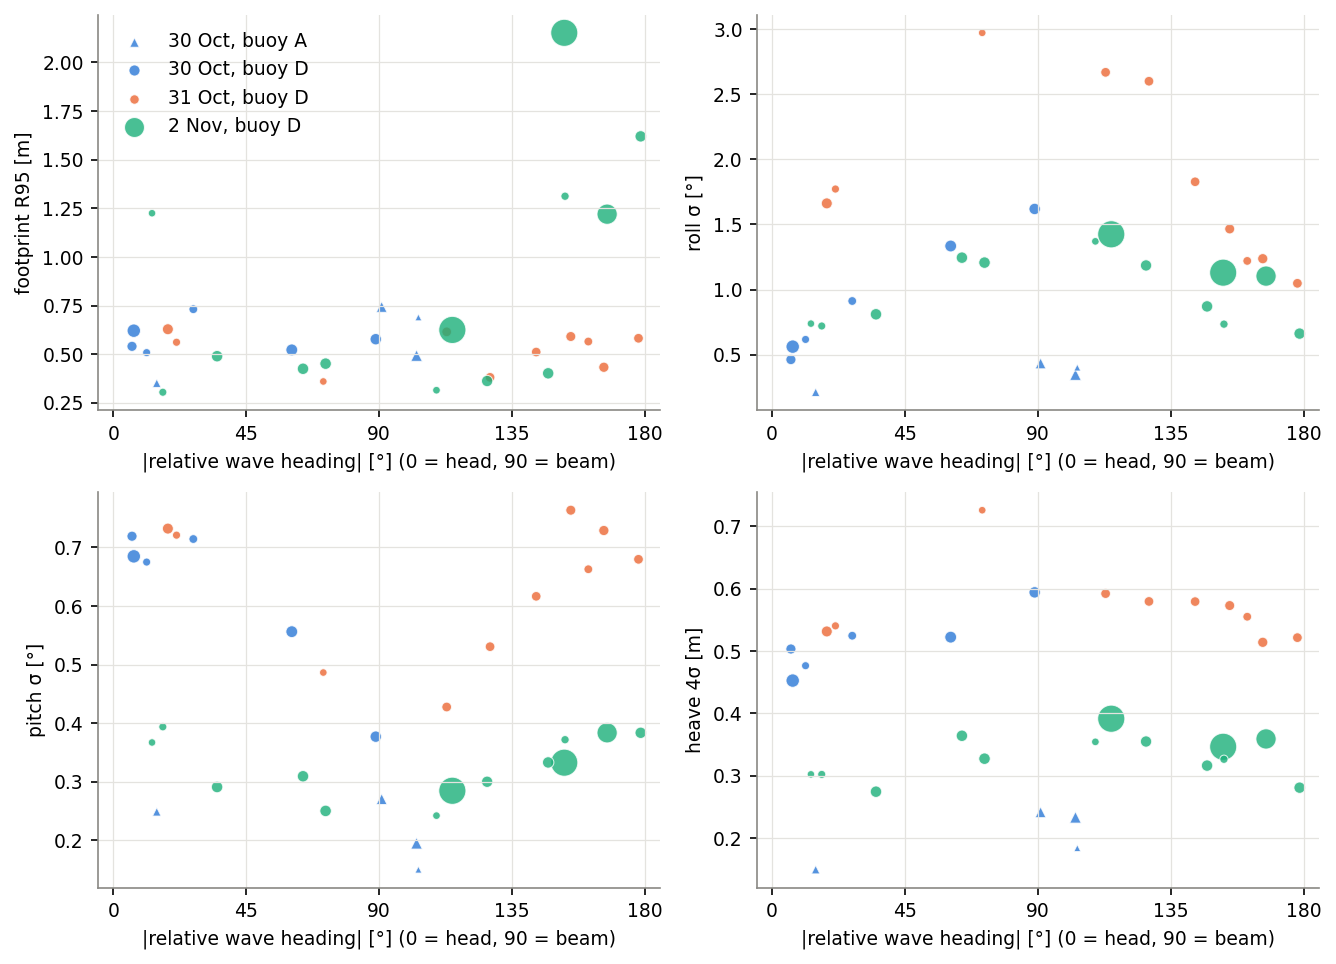 30 Oct, buoy A
30 Oct, buoy D
31 Oct, buoy D
2 Nov, buoy D
footprint R95 [m]
2.00
1.75
1.50
1.25
1.00
0.75
0.50
0.25
0 45 90 135 180
|relative wave heading| [°] (0 = head, 90 = beam)
roll σ [°]
3.0
2.5
2.0
1.5
1.0
0.5
0 45 90 135 180
|relative wave heading| [°] (0 = head, 90 = beam)
pitch σ [°]
0.7
0.6
0.5
0.4
0.3
0.2
0 45 90 135 180
|relative wave heading| [°] (0 = head, 90 = beam)
heave 4σ [m]
0.7
0.6
0.5
0.4
0.3
0.2
0 45 90 135 180
|relative wave heading| [°] (0 = head, 90 = beam)